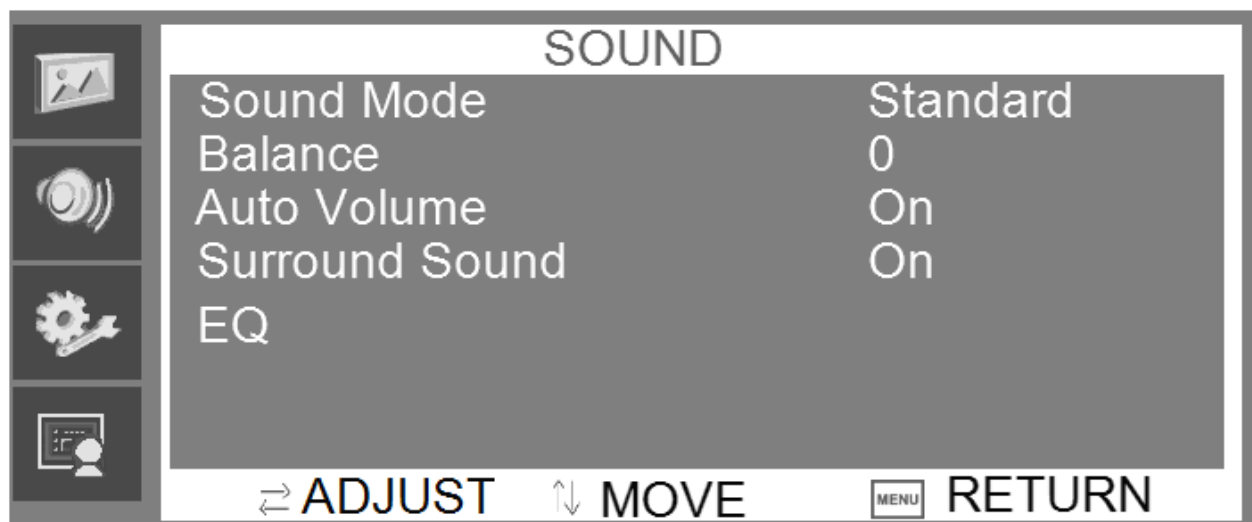 SOUND
Sound Mode Standard
Balance 0
Auto Volume On
Surround Sound On
EQ
ADJUST MOVE MENU RETURN